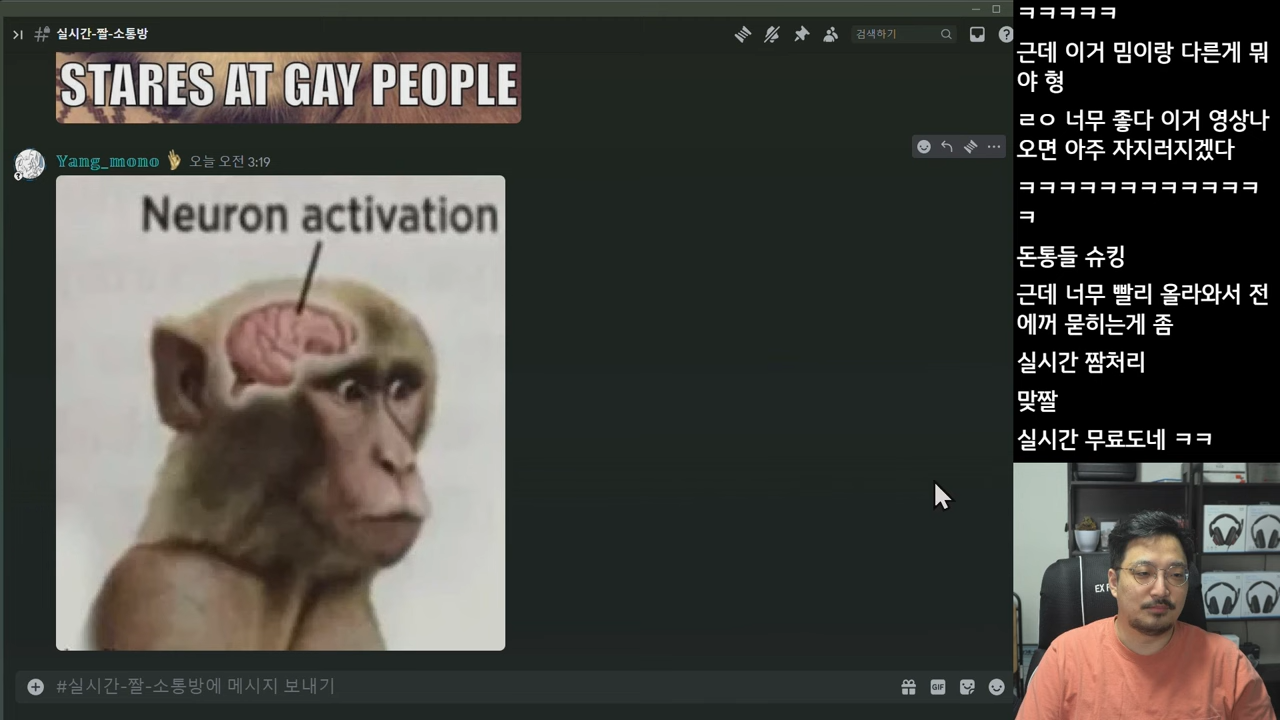 실시간-짤-소통방
검색하기
STARES AT GAY PEOPLE
Yang_mono 오늘 오전 3:19
Neuron activation
#실시간-짤-소통방에 메시지 보내기
GIF
ㅋㅋㅋㅋㅋ
근데 이거 밈이랑 다른게 뭐
야 형
ㄹㅇ 너무 좋다 이거 영상나
오면 아주 자지러지겠다
ㅋㅋㅋㅋㅋㅋㅋㅋㅋㅋㅋㅋ
ㅋ
돈통들 슈킹
근데 너무 빨리 올라와서 전
에꺼 묻히는게 좀
실시간 짬처리
맞짤
실시간 무료도네 ㅋㅋ